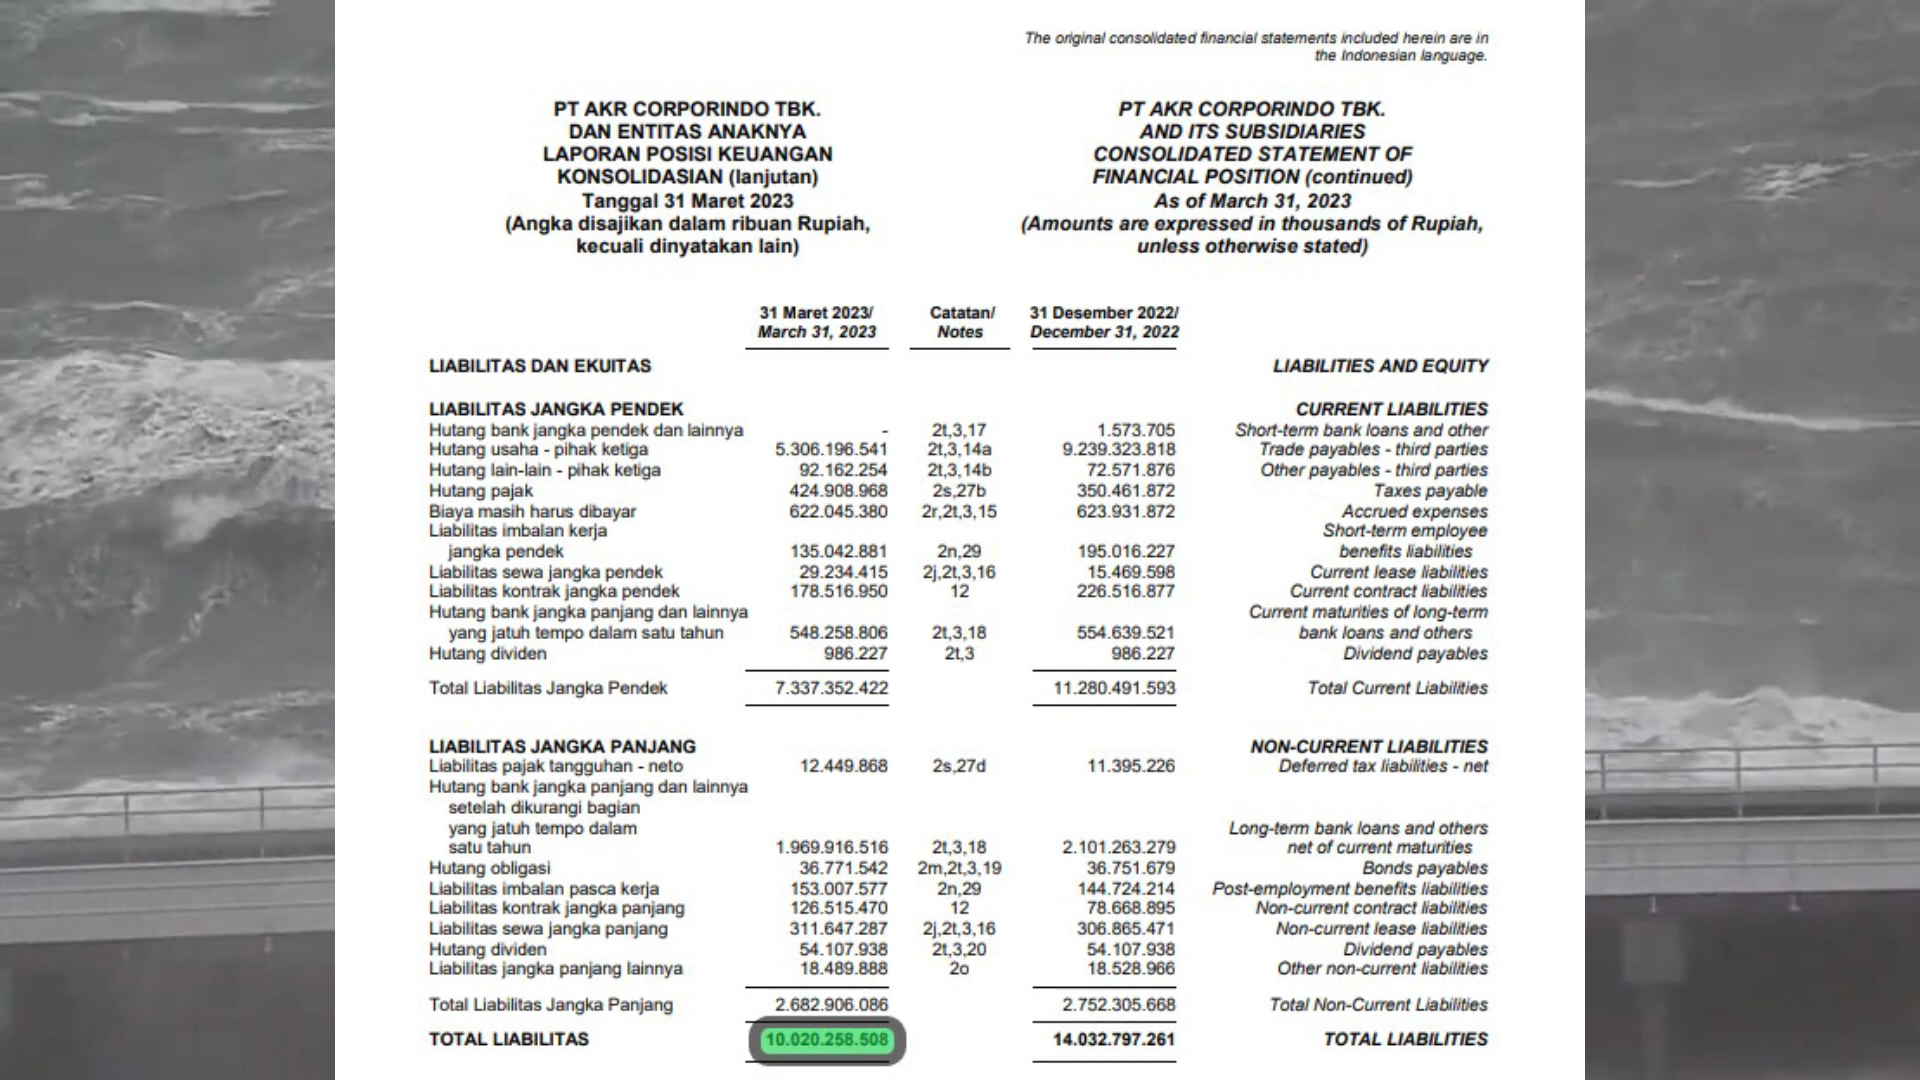 The original consolidated financial statements included herein are in
the Indonesian language.
PT AKR CORPORINDO TBK.
DAN ENTITAS ANAKNYA
LAPORAN POSISI KEUANGAN
KONSOLIDASIAN (lanjutan)
Tanggal 31 Maret 2023
(Angka disajikan dalam ribuan Rupiah,
kecuali dinyatakan lain)
PT AKR CORPORINDO TBK.
AND ITS SUBSIDIARIES
CONSOLIDATED STATEMENT OF
FINANCIAL POSITION (continued)
As of March 31, 2023
(Amounts are expressed in thousands of Rupiah,
unless otherwise stated)
31 Maret 2023/ Catatan/ 31 Desember 2022/
March 31, 2023 Notes December 31, 2022
LIABILITAS DAN EKUITAS LIABILITIES AND EQUITY
LIABILITAS JANGKA PENDEK CURRENT LIABILITIES
Hutang bank jangka pendek dan lainnya - 2t,3,17 1.573.705 Short-term bank loans and other
Hutang usaha - pihak ketiga 5.306.196.541 2t,3,14a 9.239.323.818 Trade payables - third parties
Hutang lain-lain - pihak ketiga 92.162.254 2t,3,14b 72.571.876 Other payables - third parties
Hutang pajak 424.908.968 2s,27b 350.461.872 Taxes payable
Biaya masih harus dibayar 622.045.380 2r,2t,3,15 623.931.872 Accrued expenses
Liabilitas imbalan kerja Short-term employee
jangka pendek 135.042.881 2n,29 195.016.227 benefits liabilities
Liabilitas sewa jangka pendek 29.234.415 2j,2t,3,16 15.469.598 Current lease liabilities
Liabilitas kontrak jangka pendek 178.516.950 12 226.516.877 Current contract liabilities
Hutang bank jangka panjang dan lainnya Current maturities of long-term
yang jatuh tempo dalam satu tahun 548.258.806 2t,3,18 554.639.521 bank loans and others
Hutang dividen 986.227 2t,3 986.227 Dividend payables
Total Liabilitas Jangka Pendek 7.337.352.422 11.280.491.593 Total Current Liabilities
LIABILITAS JANGKA PANJANG NON-CURRENT LIABILITIES
Liabilitas pajak tangguhan - neto 12.449.868 2s,27d 11.395.226 Deferred tax liabilities - net
Hutang bank jangka panjang dan lainnya
setelah dikurangi bagian
yang jatuh tempo dalam Long-term bank loans and others
satu tahun 1.969.916.516 2t,3,18 2.101.263.279 net of current maturities
Hutang obligasi 36.771.542 2m,2t,3,19 36.751.679 Bonds payables
Liabilitas imbalan pasca kerja 153.007.577 2n,29 144.724.214 Post-employment benefits liabilities
Liabilitas kontrak jangka panjang 126.515.470 12 78.668.895 Non-current contract liabilities
Liabilitas sewa jangka panjang 311.647.287 2j,2t,3,16 306.865.471 Non-current lease liabilities
Hutang dividen 54.107.938 2t,3,20 54.107.938 Dividend payables
Liabilitas jangka panjang lainnya 18.489.888 2o 18.528.966 Other non-current liabilities
Total Liabilitas Jangka Panjang 2.682.906.086 2.752.305.668 Total Non-Current Liabilities
TOTAL LIABILITAS 10.020.258.508 14.032.797.261 TOTAL LIABILITIES